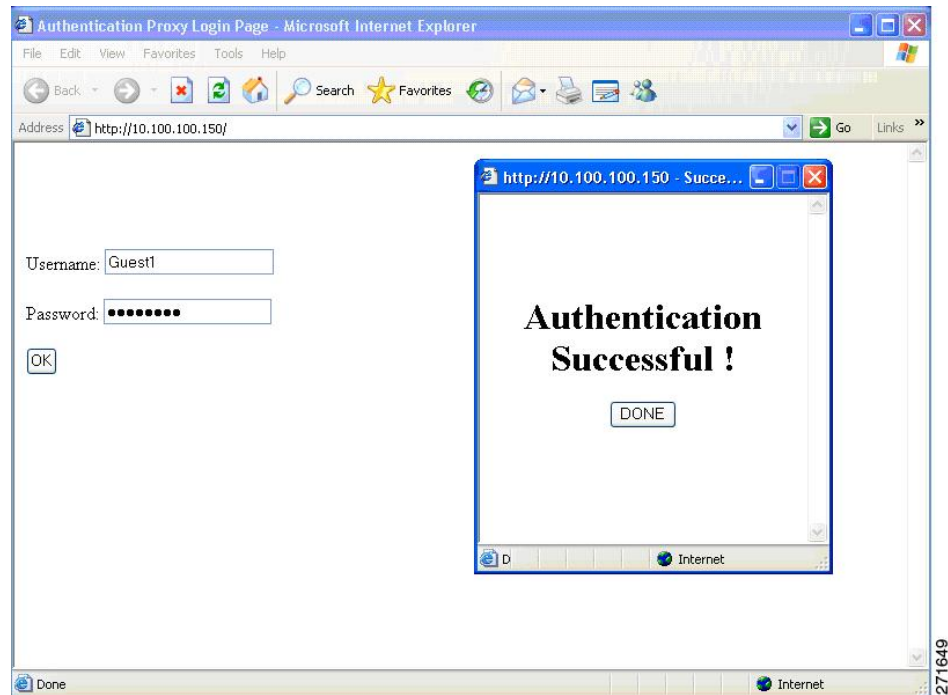 Authentication Proxy Login Page - Microsoft Internet Explorer
File Edit View Favorites Tools Help
Back Search Favorites
Address http://10.100.100.150/ Go Links »
http://10.100.100.150 - Succe...
Username: Guest1
Password: ••••••••
OK
Authentication
Successful !
DONE
D Internet
Done Internet
271649